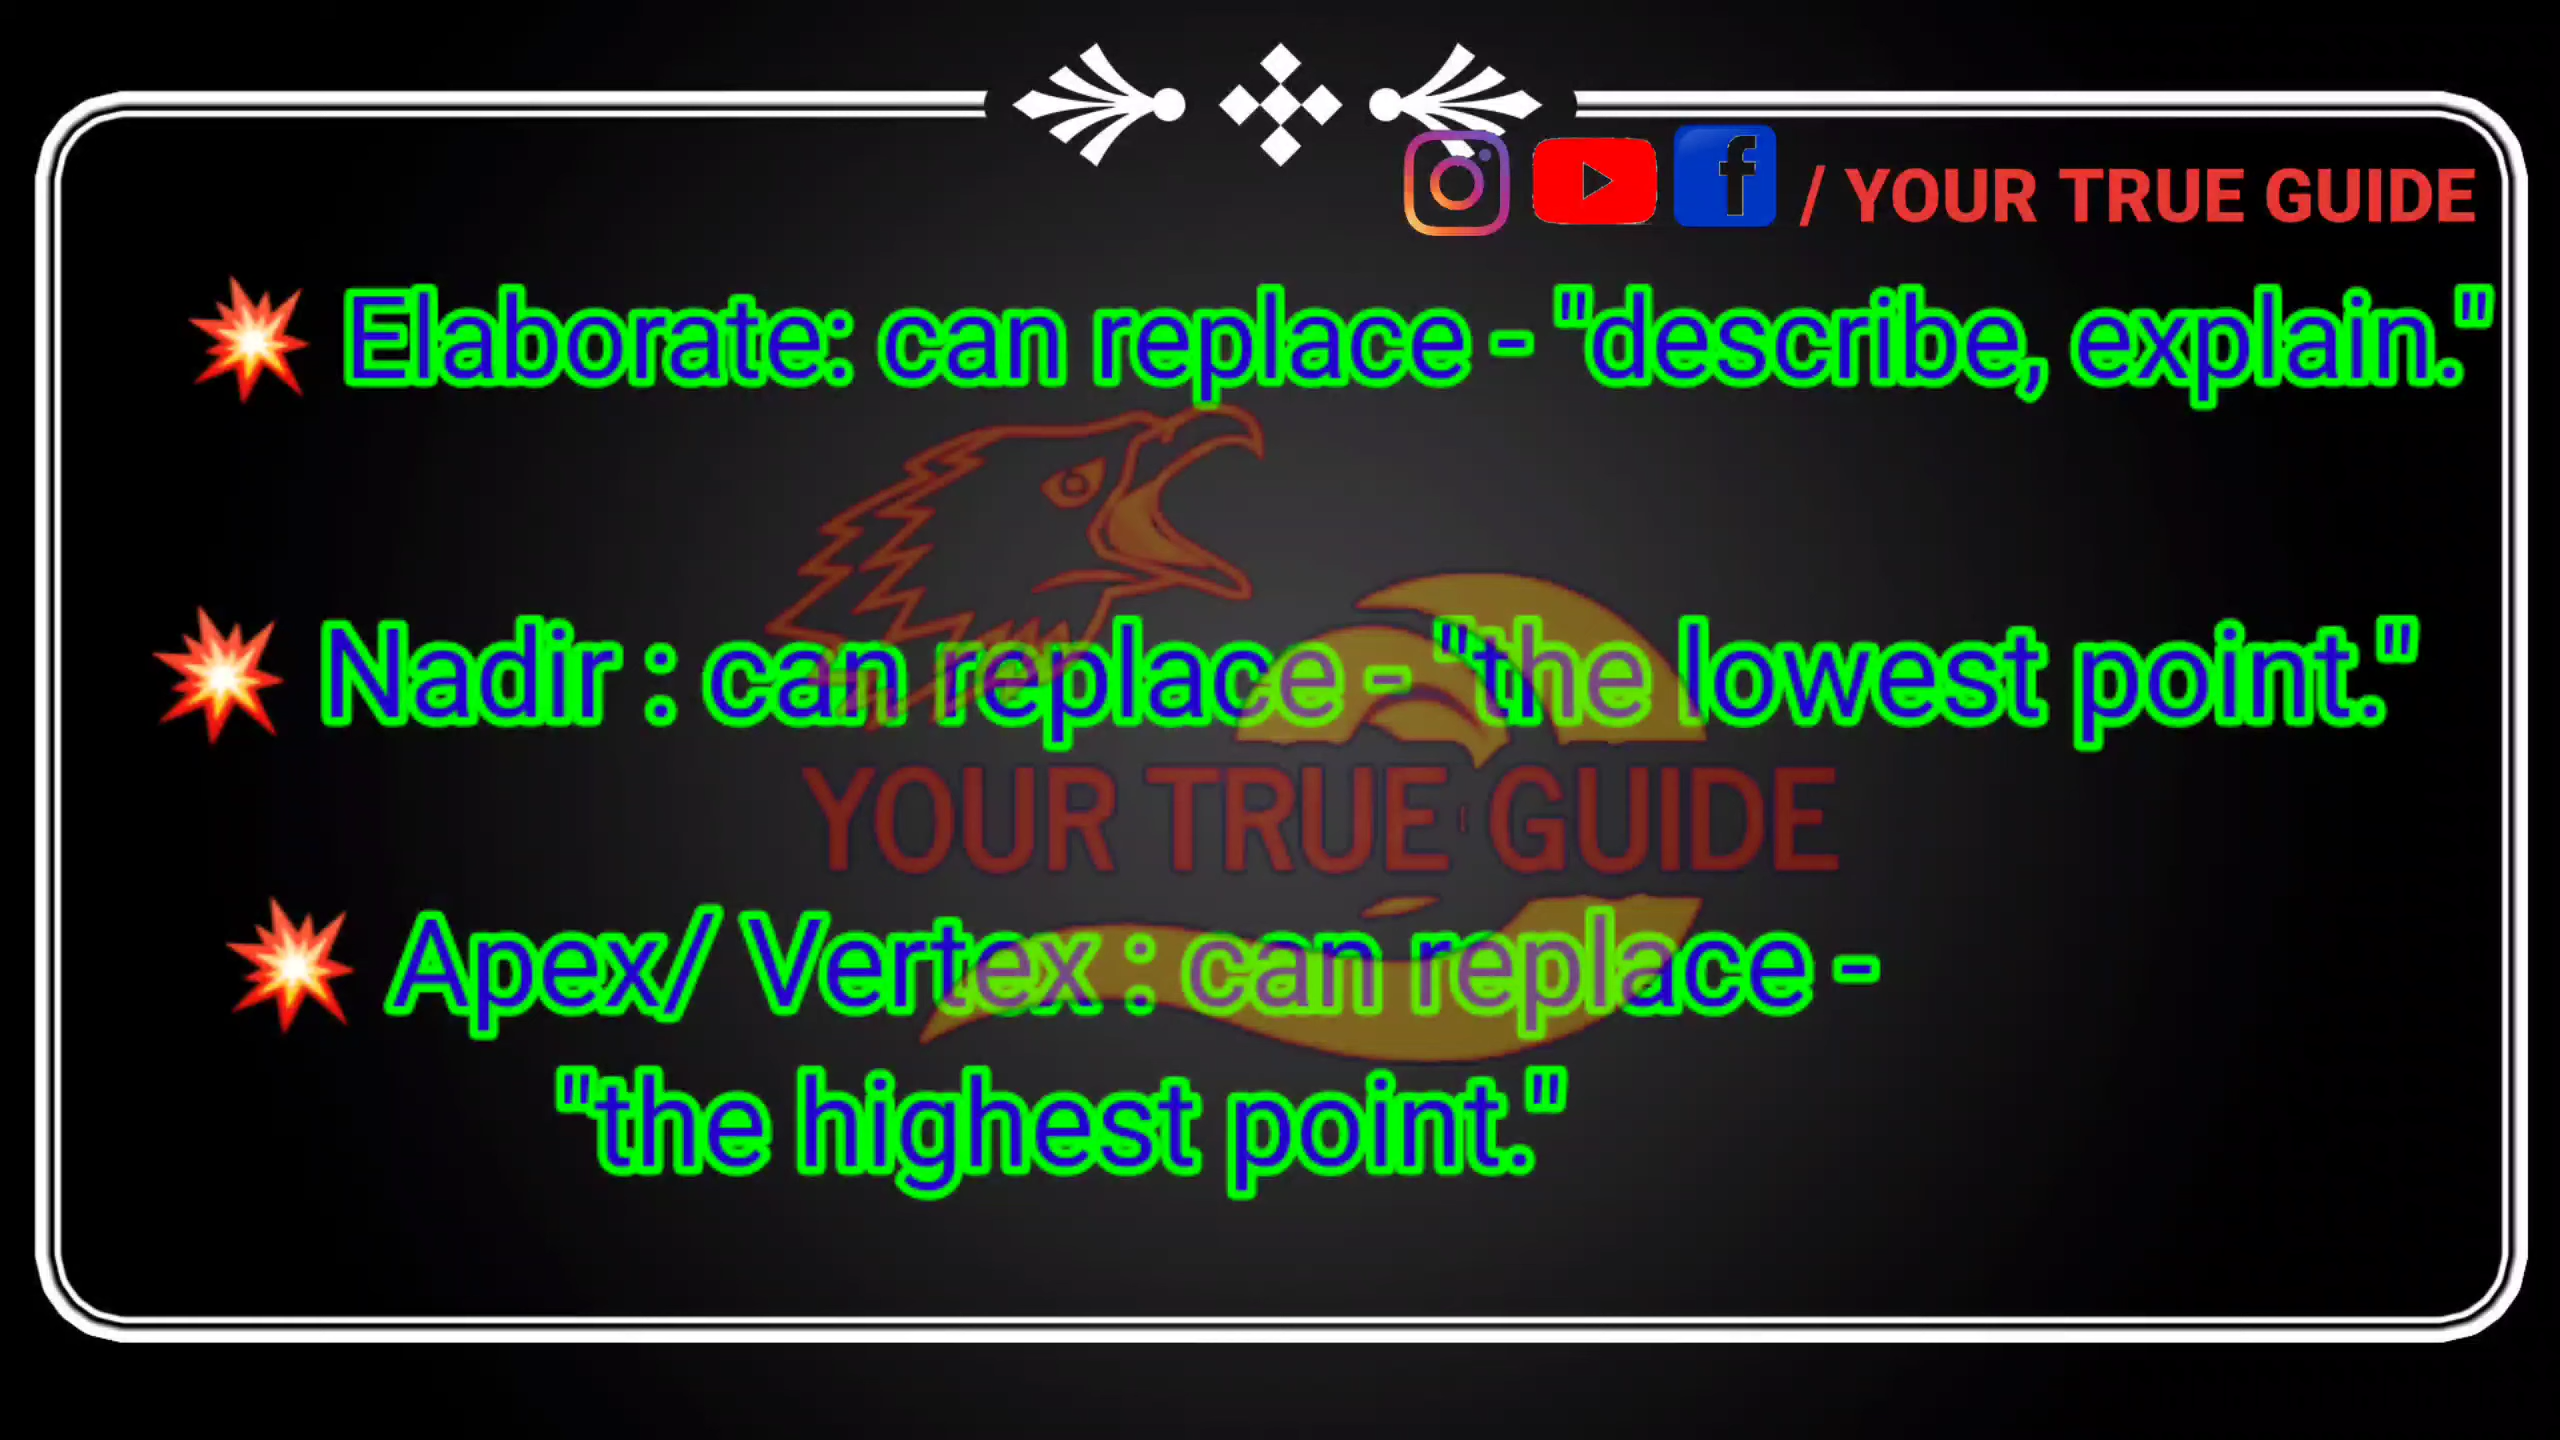 / YOUR TRUE GUIDE
Elaborate: can replace - "describe, explain."
Nadir : can replace - "the lowest point."
YOUR TRUE GUIDE
Apex/ Vertex : can replace -
"the highest point."